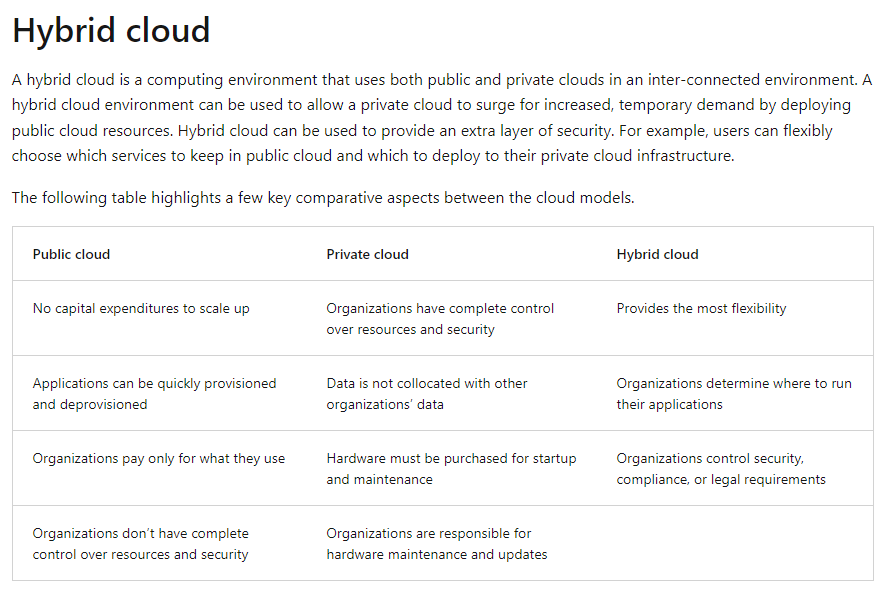 Hybrid cloud
A hybrid cloud is a computing environment that uses both public and private clouds in an inter-connected environment. A
hybrid cloud environment can be used to allow a private cloud to surge for increased, temporary demand by deploying
public cloud resources. Hybrid cloud can be used to provide an extra layer of security. For example, users can flexibly
choose which services to keep in public cloud and which to deploy to their private cloud infrastructure.
The following table highlights a few key comparative aspects between the cloud models.
Public cloud
Private cloud
Hybrid cloud
No capital expenditures to scale up
Organizations have complete control
over resources and security
Provides the most flexibility
Applications can be quickly provisioned
and deprovisioned
Data is not collocated with other
organizations’ data
Organizations determine where to run
their applications
Organizations pay only for what they use
Hardware must be purchased for startup
and maintenance
Organizations control security,
compliance, or legal requirements
Organizations don’t have complete
control over resources and security
Organizations are responsible for
hardware maintenance and updates